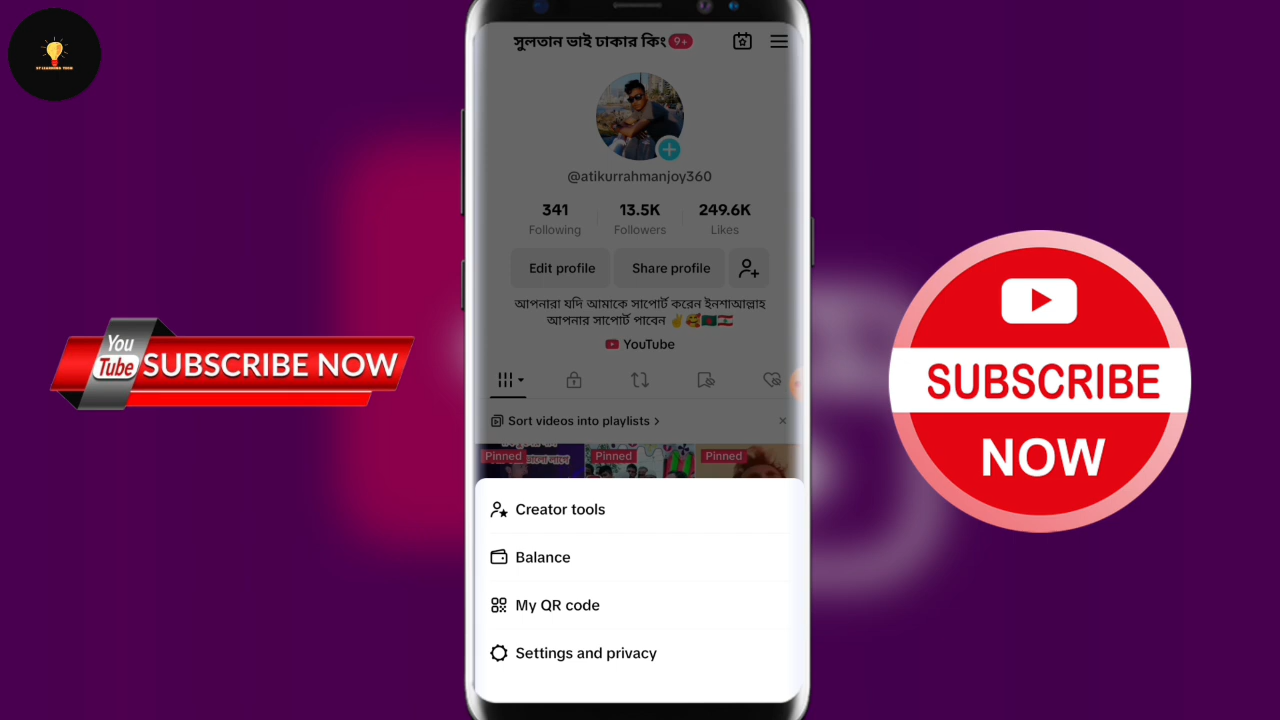 সুলতান ভাই ঢাকার কিং 9+
@atikurrahmanjoy360
341 13.5K 249.6K
Following Followers Likes
Edit profile Share profile
আপনারা যদি আমাকে সাপোর্ট করেন ইনশাআল্লাহ
আপনার সাপোর্ট পাবেন ✌️🥰🇧🇩🇱🇧
YouTube
Sort videos into playlists >
Pinned Pinned Pinned
Creator tools
Balance
My QR code
Settings and privacy
You
Tube SUBSCRIBE NOW
SUBSCRIBE
NOW